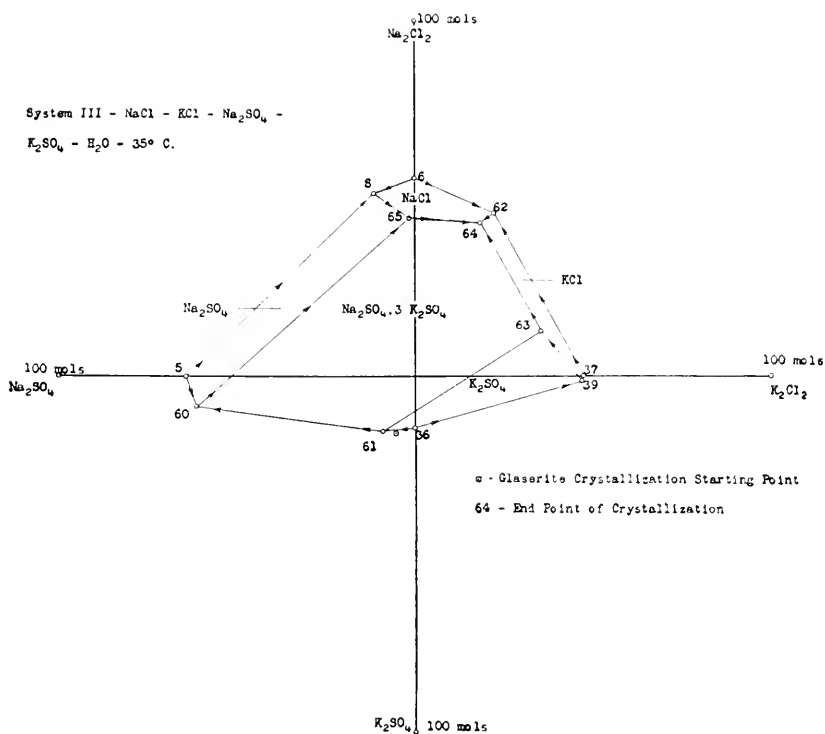 100 mols
Na2Cl2
System III - NaCl - KCl - Na2SO4 -
K2SO4 - H2O - 35° C.
8
6
NaCl
62
65
64
KCl
Na2SO4
Na2SO4.3 K2SO4
63
100 mols
5
37
100 mols
Na2SO4
K2SO4
39
K2Cl2
60
61
36
¤ - Glaserite Crystallization Starting Point
64 - End Point of Crystallization
K2SO4 100 mols